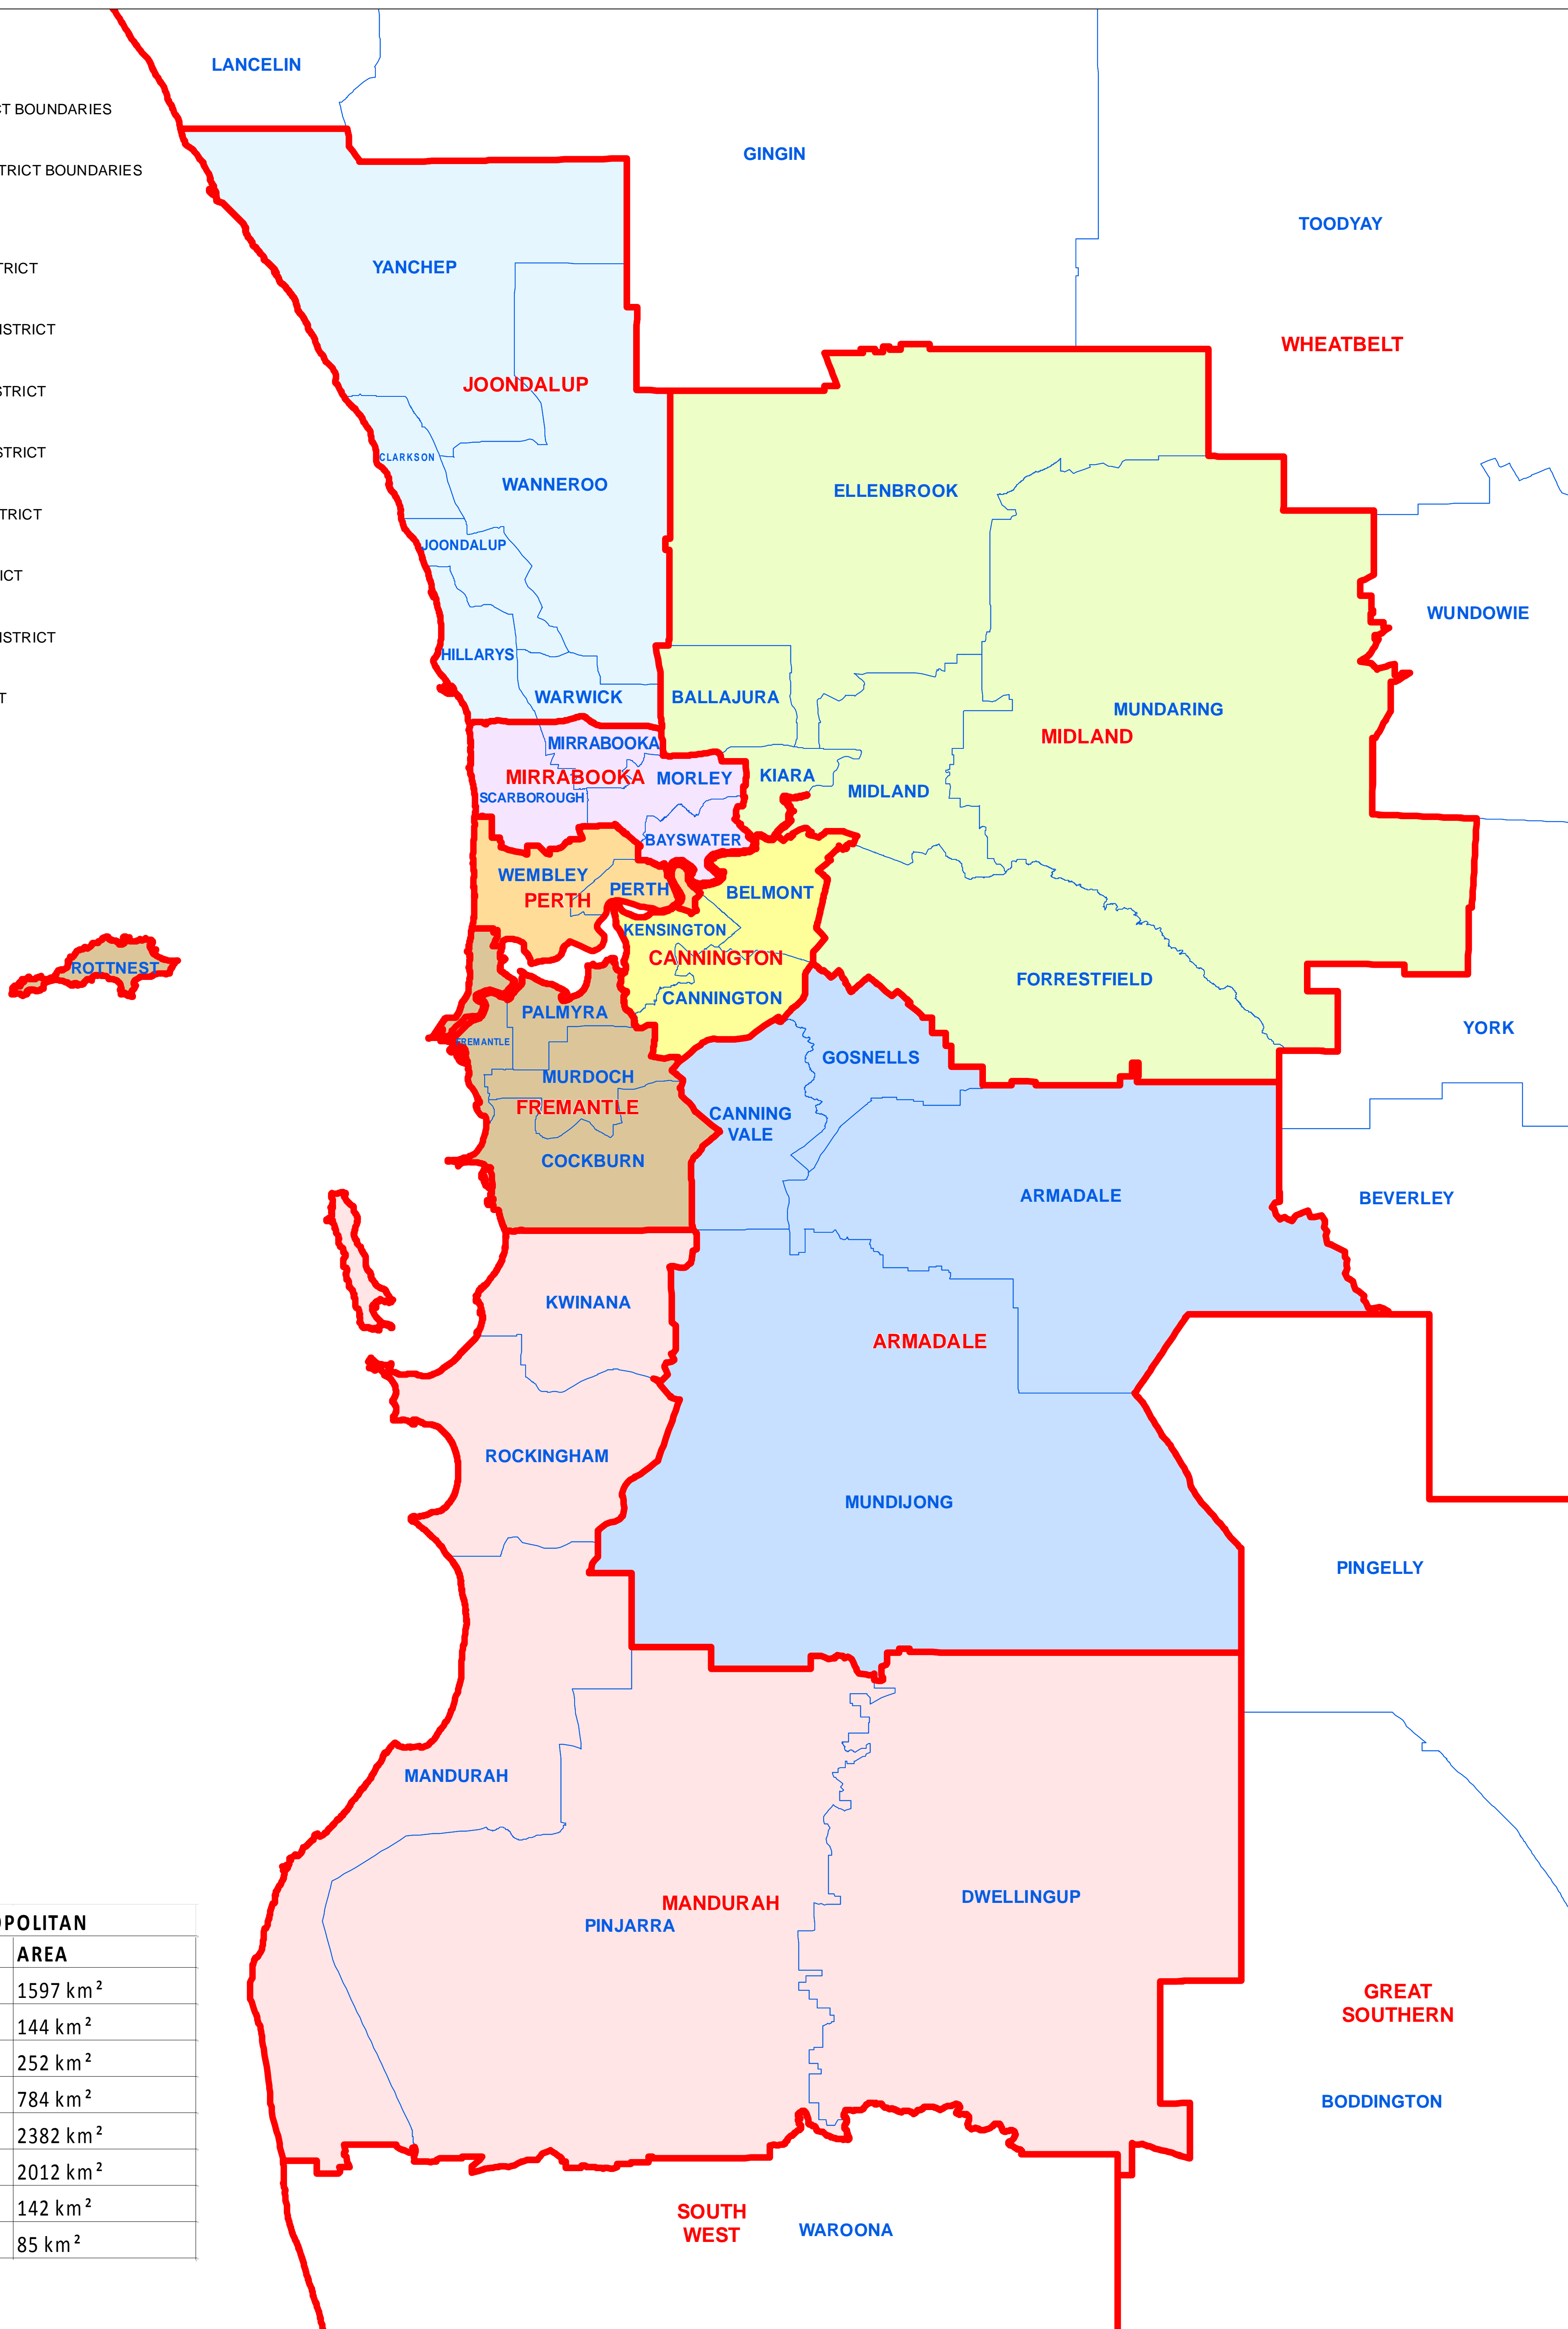 LANCELIN
CT BOUNDARIES
GINGIN
TRICT BOUNDARIES
TOODYAY
YANCHEP
TRICT
ISTRICT
WHEATBELT
JOONDALUP
STRICT
STRICT
CLARKSON
WANNEROO
ELLENBROOK
TRICT
JOONDALUP
ICT
WUNDOWIE
ISTRICT
HILLARYS
WARWICK
BALLAJURA
T
MUNDARING
MIDLAND
MIRRABOOKA
MIRRABOOKA
MORLEY
KIARA
MIDLAND
SCARBOROUGH
BAYSWATER
WEMBLEY
PERTH
BELMONT
PERTH
KENSINGTON
CANNINGTON
ROTTNEST
FORRESTFIELD
CANNINGTON
PALMYRA
YORK
FREMANTLE
GOSNELLS
MURDOCH
FREMANTLE
CANNING
VALE
COCKBURN
ARMADALE
BEVERLEY
KWINANA
ARMADALE
ROCKINGHAM
MUNDIJONG
PINGELLY
MANDURAH
DWELLINGUP
MANDURAH
PINJARRA
OPOLITAN
AREA
1597 km²
144 km²
252 km²
784 km²
2382 km²
2012 km²
142 km²
85 km²
GREAT
SOUTHERN
BODDINGTON
SOUTH
WEST
WAROONA